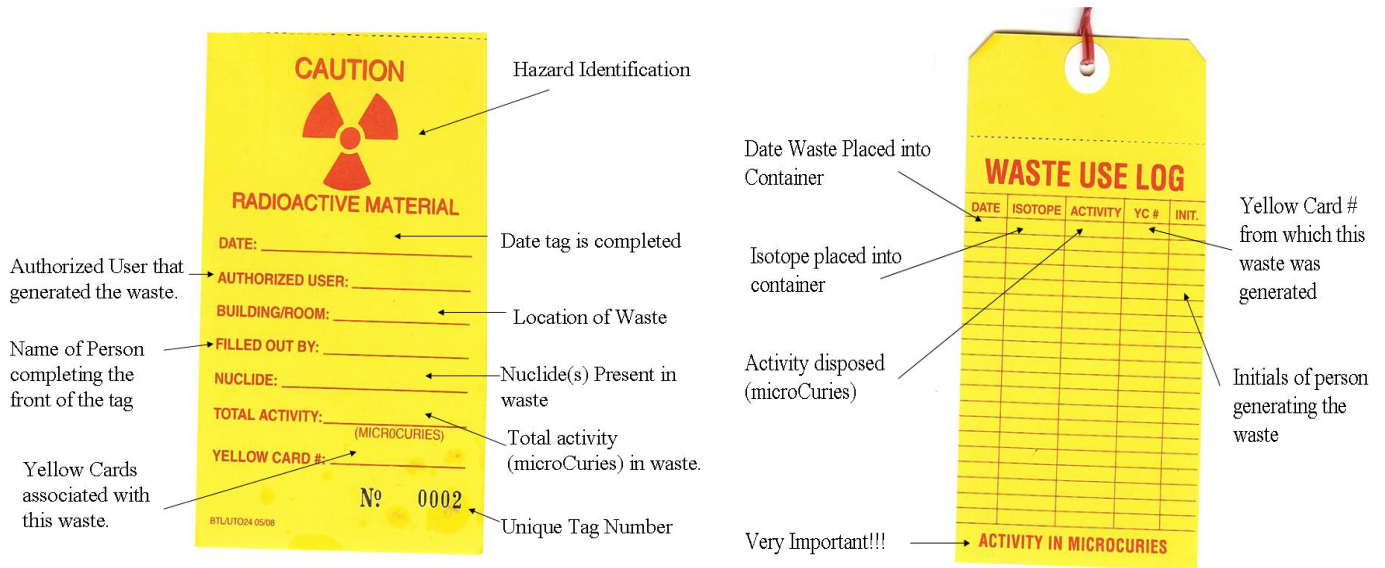 CAUTION
RADIOACTIVE MATERIAL
DATE:
AUTHORIZED USER:
BUILDING/ROOM:
FILLED OUT BY:
NUCLIDE:
TOTAL ACTIVITY:
(MICROCURIES)
YELLOW CARD #:
Nº 0002
BTL/UTO24 05/08
Authorized User that
generated the waste.
Name of Person
completing the
front of the tag
Yellow Cards
associated with
this waste.
Hazard Identification
Date tag is completed
Location of Waste
Nuclide(s) Present in
waste
Total activity
(microCuries) in waste.
Unique Tag Number
Date Waste Placed into
Container
Isotope placed into
container
Activity disposed
(microCuries)
Very Important!!!
WASTE USE LOG
DATE ISOTOPE ACTIVITY YC # INIT.
ACTIVITY IN MICROCURIES
Yellow Card #
from which this
waste was
generated
Initials of person
generating the
waste